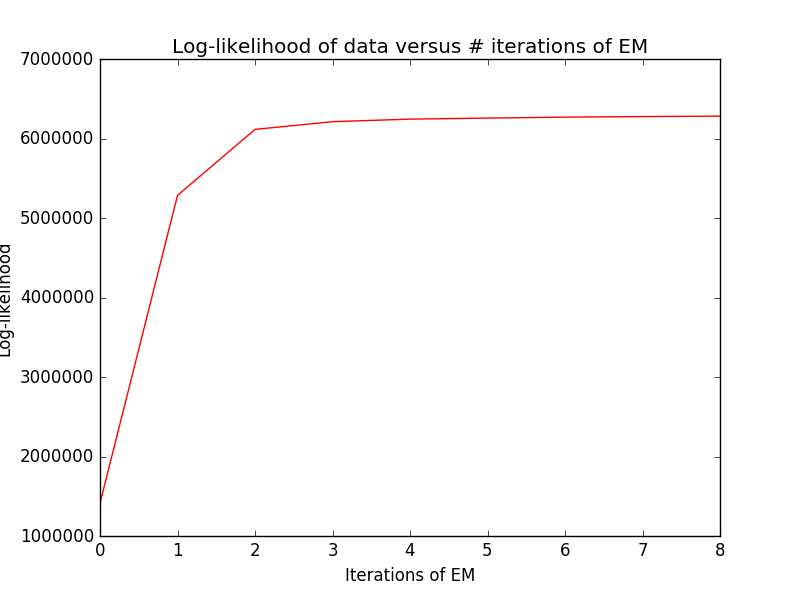 Log-likelihood of data versus # iterations of EM
7000000
6000000
5000000
4000000
3000000
2000000
1000000
Log-likelihood
0 1 2 3 4 5 6 7 8
Iterations of EM